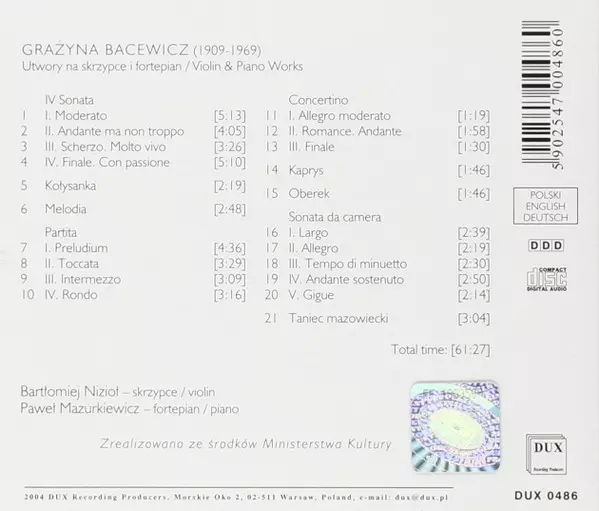 GRAŻYNA BACEWICZ (1909-1969)
Utwory na skrzypce i fortepian / Violin & Piano Works
IV Sonata
1 I. Moderato [5:13]
2 II. Andante ma non troppo [4:05]
3 III. Scherzo. Molto vivo [3:26]
4 IV. Finale. Con passione [5:10]
5 Kołysanka [2:19]
6 Melodia [2:48]
Partita
7 I. Preludium [4:36]
8 II. Toccata [3:29]
9 III. Intermezzo [3:09]
10 IV. Rondo [3:16]
Concertino
11 I. Allegro moderato [1:19]
12 II. Romance. Andante [1:58]
13 III. Finale [1:30]
14 Kaprys [1:46]
15 Oberek [1:46]
Sonata da camera
16 I. Largo [2:39]
17 II. Allegro [2:19]
18 III. Tempo di minuetto [2:30]
19 IV. Andante sostenuto [2:50]
20 V. Gigue [2:14]
21 Taniec mazowiecki [3:04]
Total time: [61:27]
5 902547 004860
POLSKI
ENGLISH
DEUTSCH
DDD
COMPACT
disc
DIGITAL AUDIO
Bartłomiej Nizioł – skrzypce / violin
Paweł Mazurkiewicz – fortepian / piano
Zrealizowano ze środków Ministerstwa Kultury
DUX
Recording Producers
2004 DUX Recording Producers, Morskie Oko 2, 02-511 Warsaw, Poland, e-mail: dux@dux.pl
DUX 0486